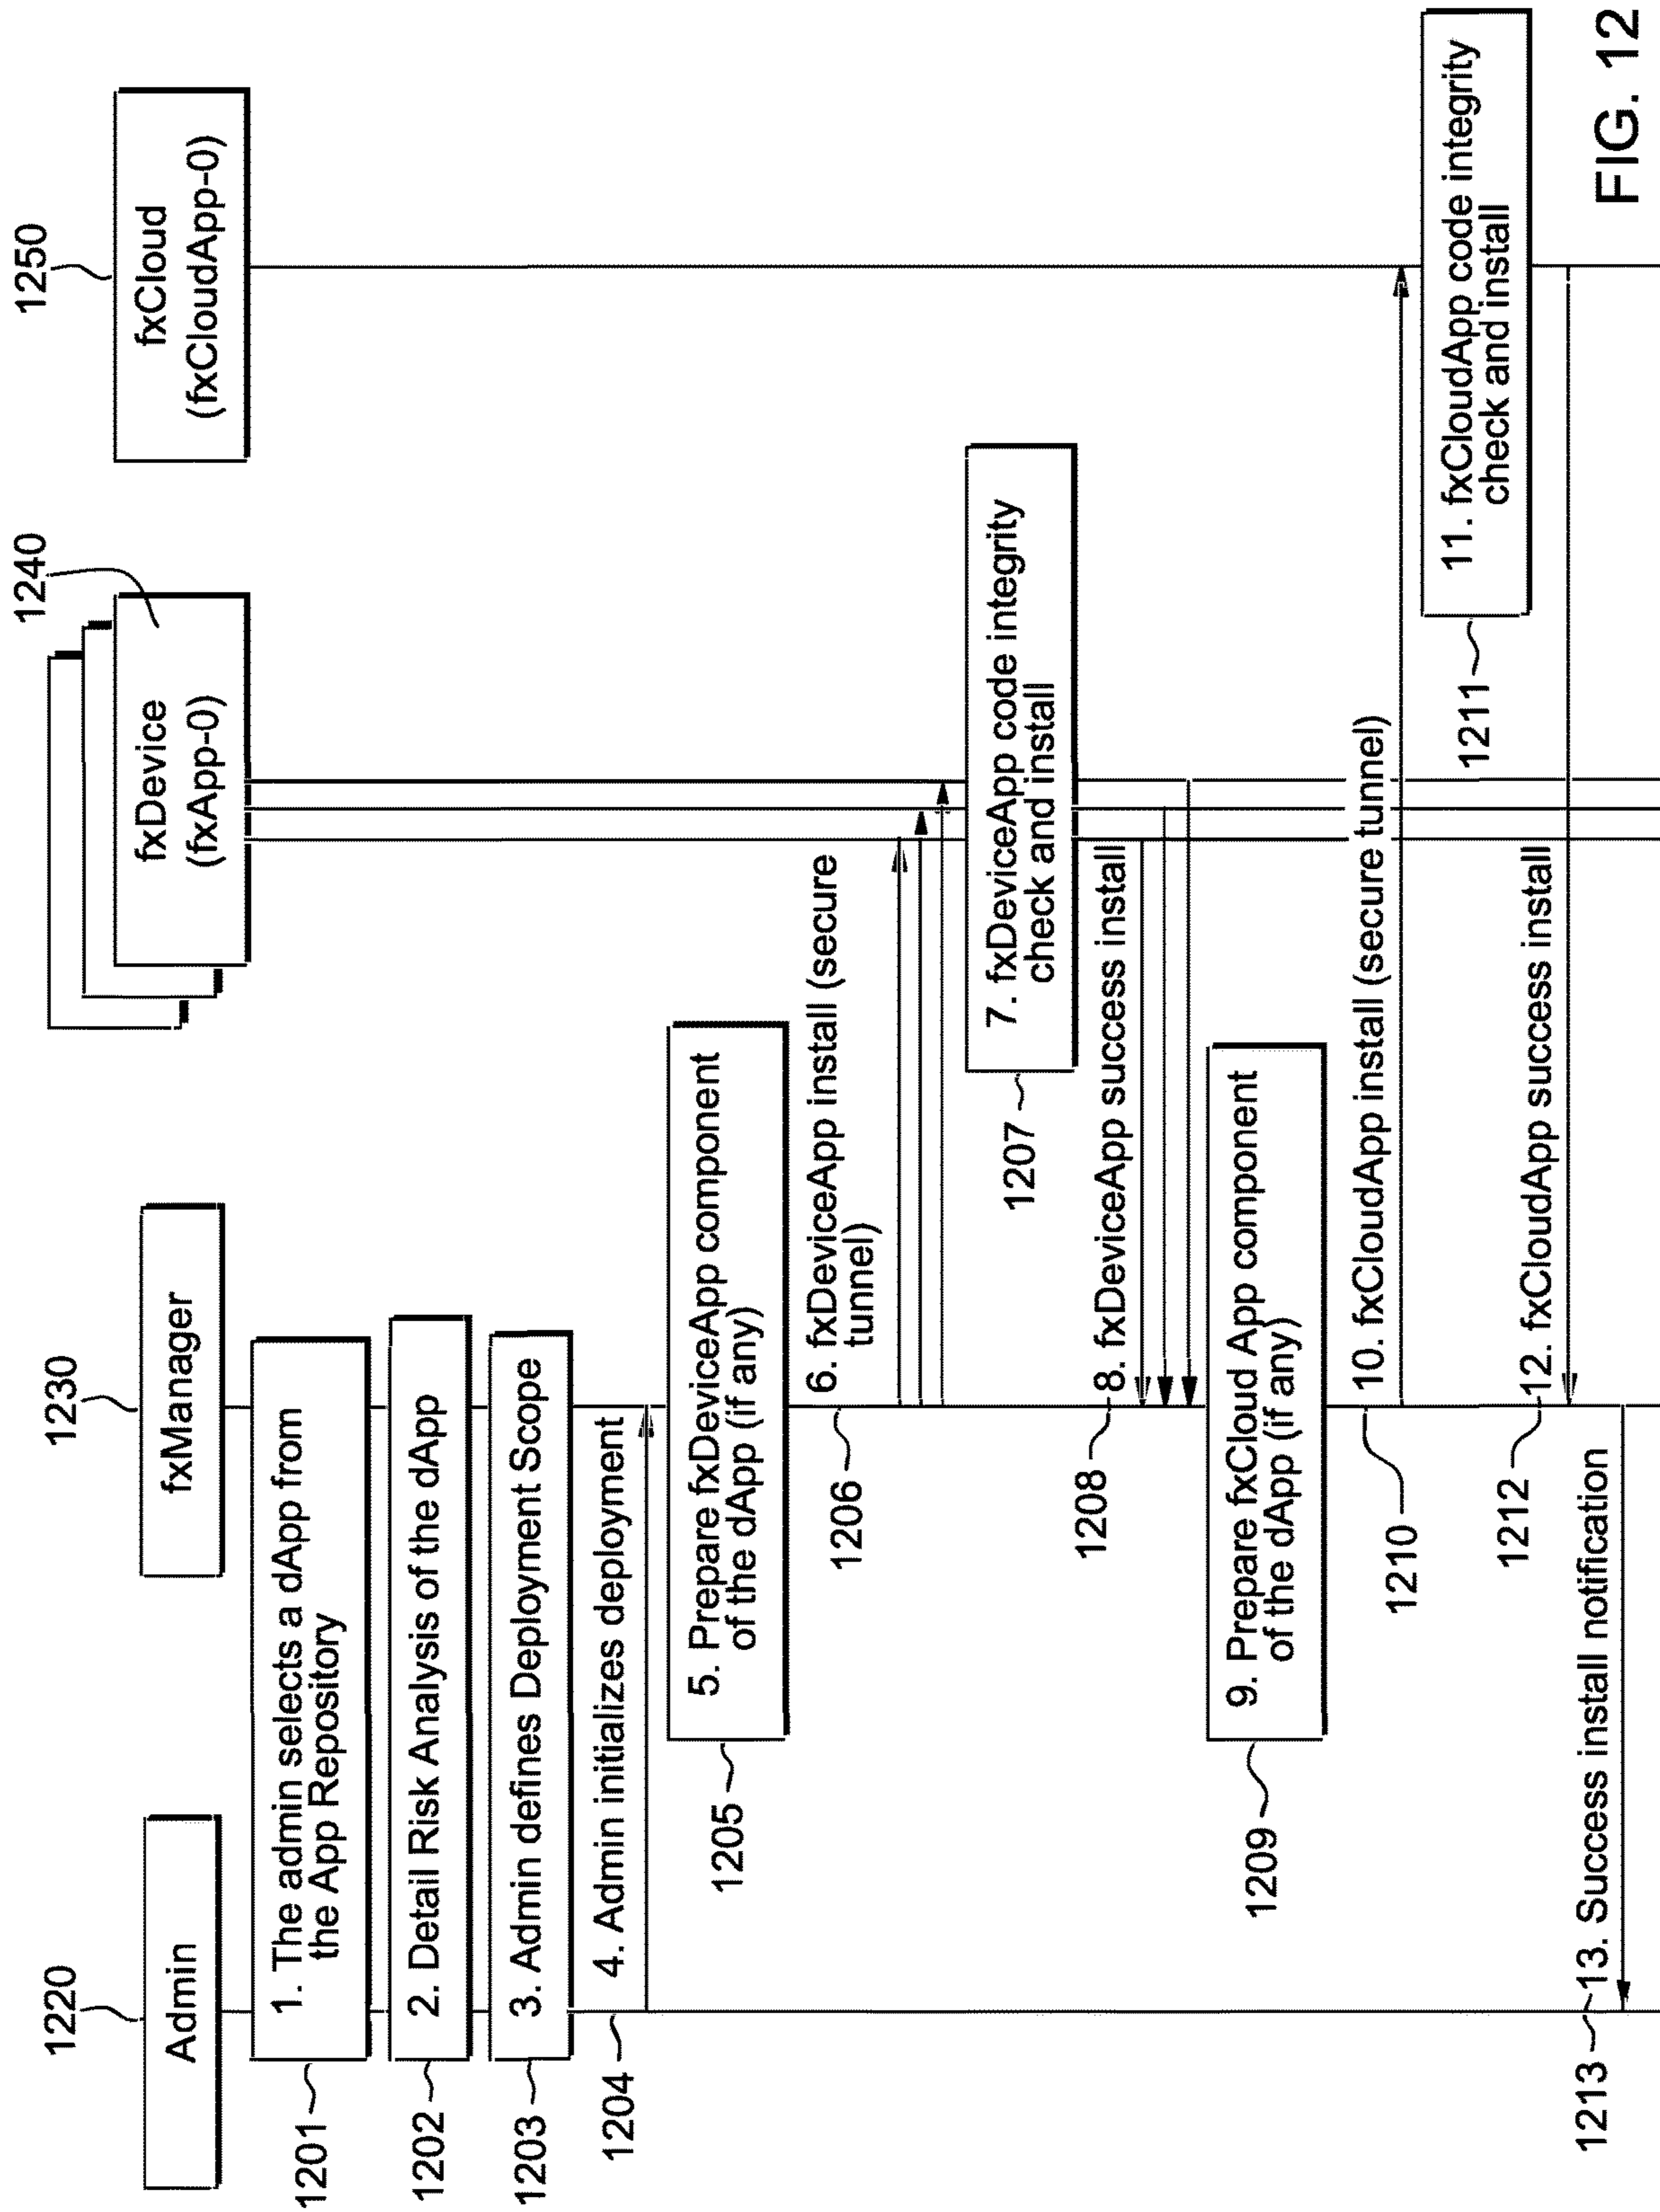 1220
Admin
1230
fxManager
1240
fxDevice
(fxApp-0)
1250
fxCloud
(fxCloudApp-0)
1201
1. The admin selects a dApp from
the App Repository
1202
2. Detail Risk Analysis of the dApp
1203
3. Admin defines Deployment Scope
1204
4. Admin initializes deployment
1205
5. Prepare fxDeviceApp component
of the dApp (if any)
1206
6. fxDeviceApp install (secure
tunnel)
1207
7. fxDeviceApp code integrity
check and install
1208
8. fxDeviceApp success install
1209
9. Prepare fxCloud App component
of the dApp (if any)
1210
10. fxCloudApp install (secure tunnel)
1211
11. fxCloudApp code integrity
check and install
1212
12. fxCloudApp success install
1213
13. Success install notification
FIG. 12